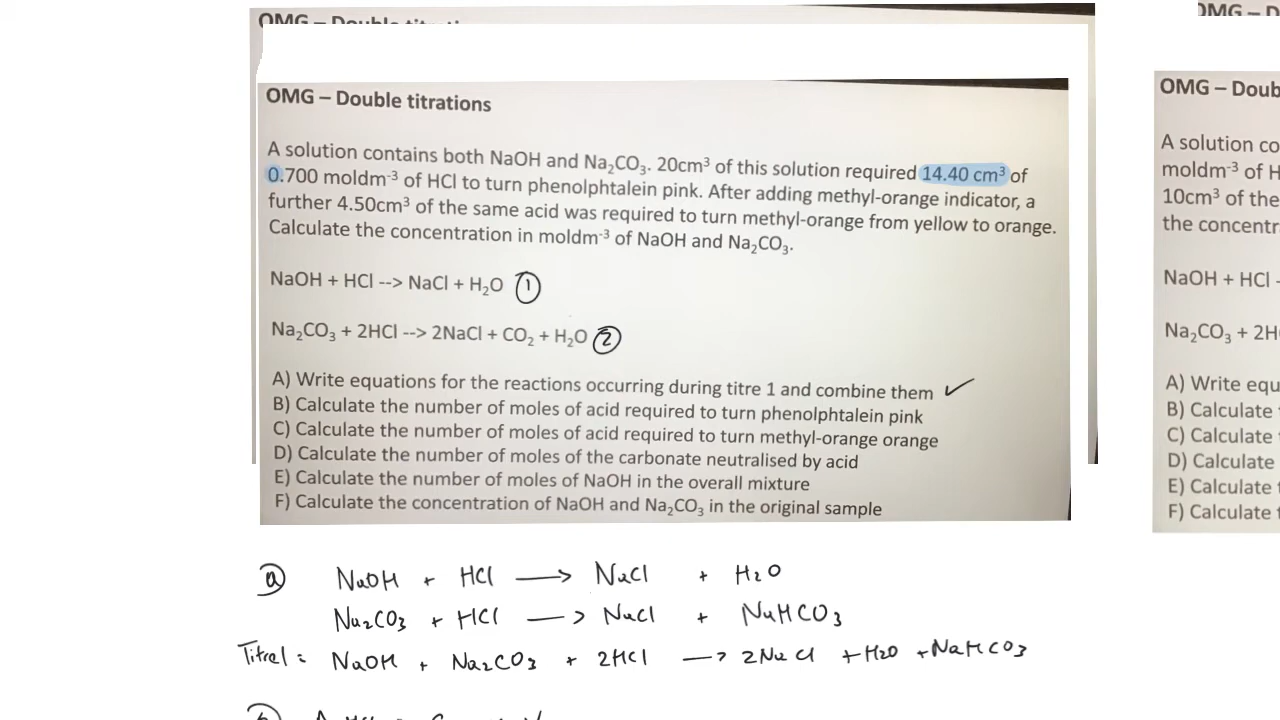 OMG – Double titrations
OMG – Double titrations
A solution contains both NaOH and Na₂CO₃. 20cm³ of this solution required 14.40 cm³ of
0.700 moldm⁻³ of HCl to turn phenolphtalein pink. After adding methyl-orange indicator, a
further 4.50cm³ of the same acid was required to turn methyl-orange from yellow to orange.
Calculate the concentration in moldm⁻³ of NaOH and Na₂CO₃.
NaOH + HCl --> NaCl + H₂O ①
Na₂CO₃ + 2HCl --> 2NaCl + CO₂ + H₂O ②
A) Write equations for the reactions occurring during titre 1 and combine them ✓
B) Calculate the number of moles of acid required to turn phenolphtalein pink
C) Calculate the number of moles of acid required to turn methyl-orange orange
D) Calculate the number of moles of the carbonate neutralised by acid
E) Calculate the number of moles of NaOH in the overall mixture
F) Calculate the concentration of NaOH and Na₂CO₃ in the original sample
ⓐ NaOH + HCl ⟶ NaCl + H₂O
Na₂CO₃ + HCl ⟶ NaCl + NaHCO₃
Titre1: NaOH + Na₂CO₃ + 2HCl ⟶ 2NaCl + H₂O + NaHCO₃
OMG – D
OMG – Doub
A solution co
moldm⁻³ of H
10cm³ of the
the concentr
NaOH + HCl -
Na₂CO₃ + 2H
A) Write equ
B) Calculate
C) Calculate
D) Calculate
E) Calculate
F) Calculate